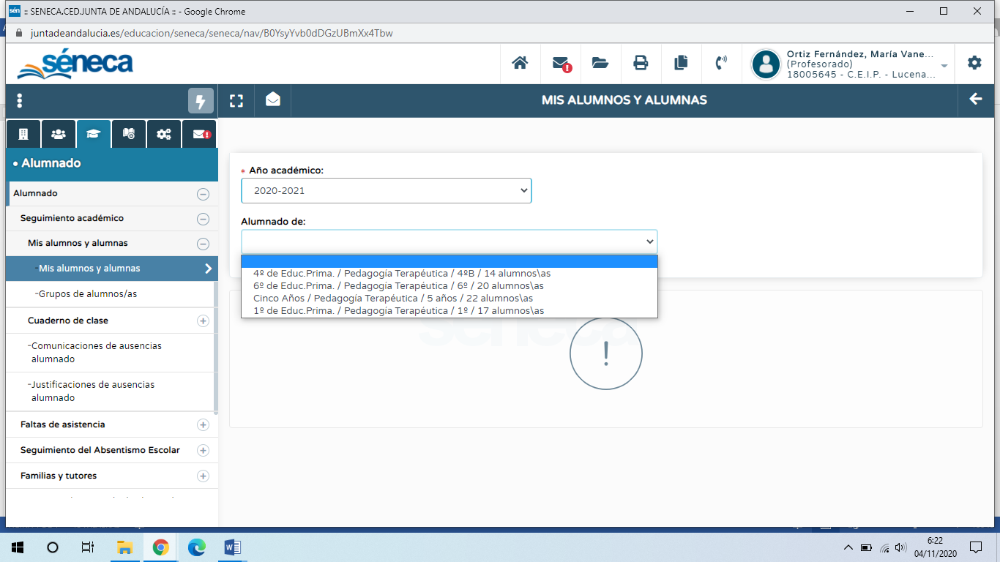 :: SENECA.CED.JUNTA DE ANDALUCÍA :: - Google Chrome
juntadeandalucia.es/educacion/seneca/seneca/nav/B0YsyYvb0dDGzUBmXx4Tbw
séneca
Ortiz Fernández, María Vane...
(Profesorado)
18005645 - C.E.I.P. - Lucena...
MIS ALUMNOS Y ALUMNAS
• Alumnado
Alumnado
Seguimiento académico
Mis alumnos y alumnas
-Mis alumnos y alumnas
-Grupos de alumnos/as
Cuaderno de clase
-Comunicaciones de ausencias
alumnado
-Justificaciones de ausencias
alumnado
Faltas de asistencia
Seguimiento del Absentismo Escolar
Familias y tutores
* Año académico:
2020-2021
Alumnado de:
4º de Educ.Prima. / Pedagogía Terapéutica / 4ºB / 14 alumnos\as
6º de Educ.Prima. / Pedagogía Terapéutica / 6º / 20 alumnos\as
Cinco Años / Pedagogía Terapéutica / 5 años / 22 alumnos\as
1º de Educ.Prima. / Pedagogía Terapéutica / 1º / 17 alumnos\as
séneca
!
6:22
04/11/2020